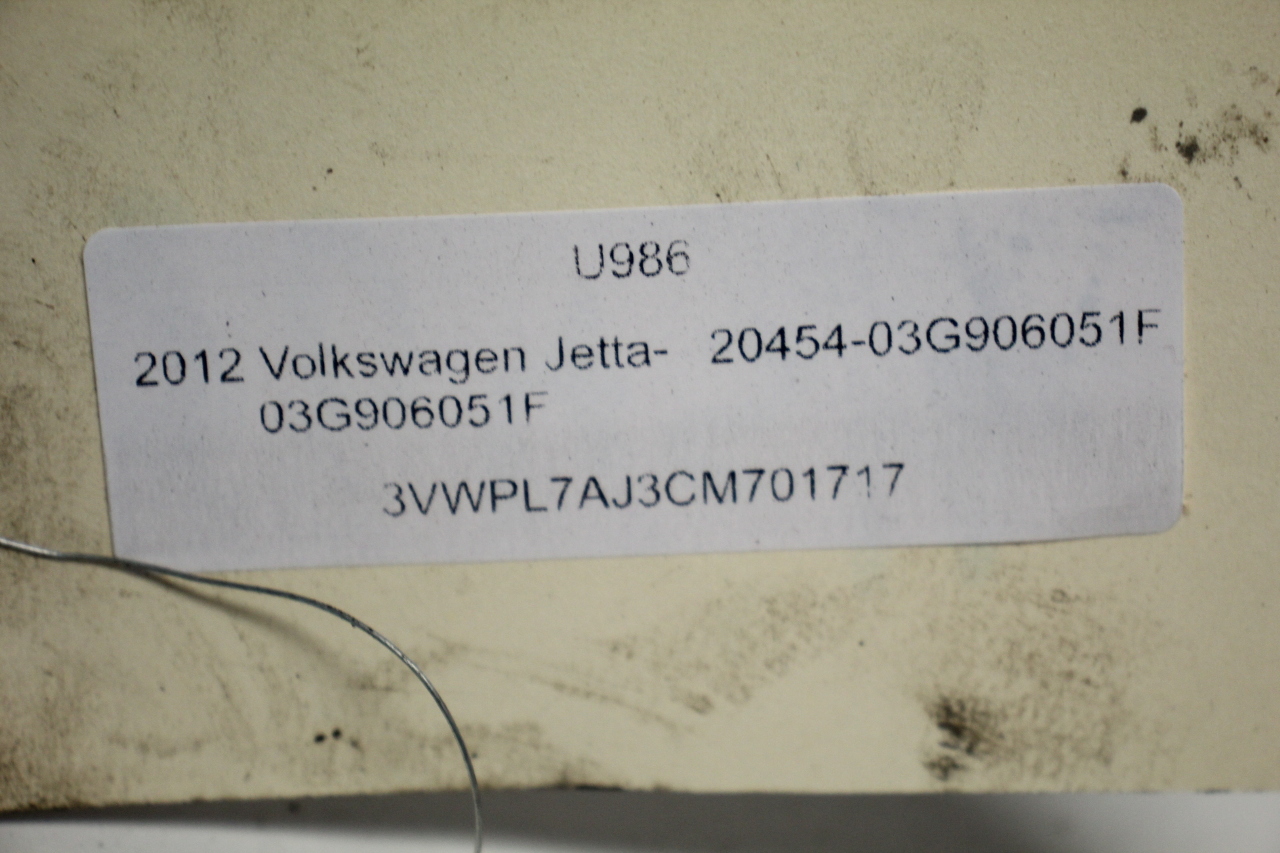 U986
2012 Volkswagen Jetta- 20454-03G906051F
03G906051F
3VWPL7AJ3CM701717